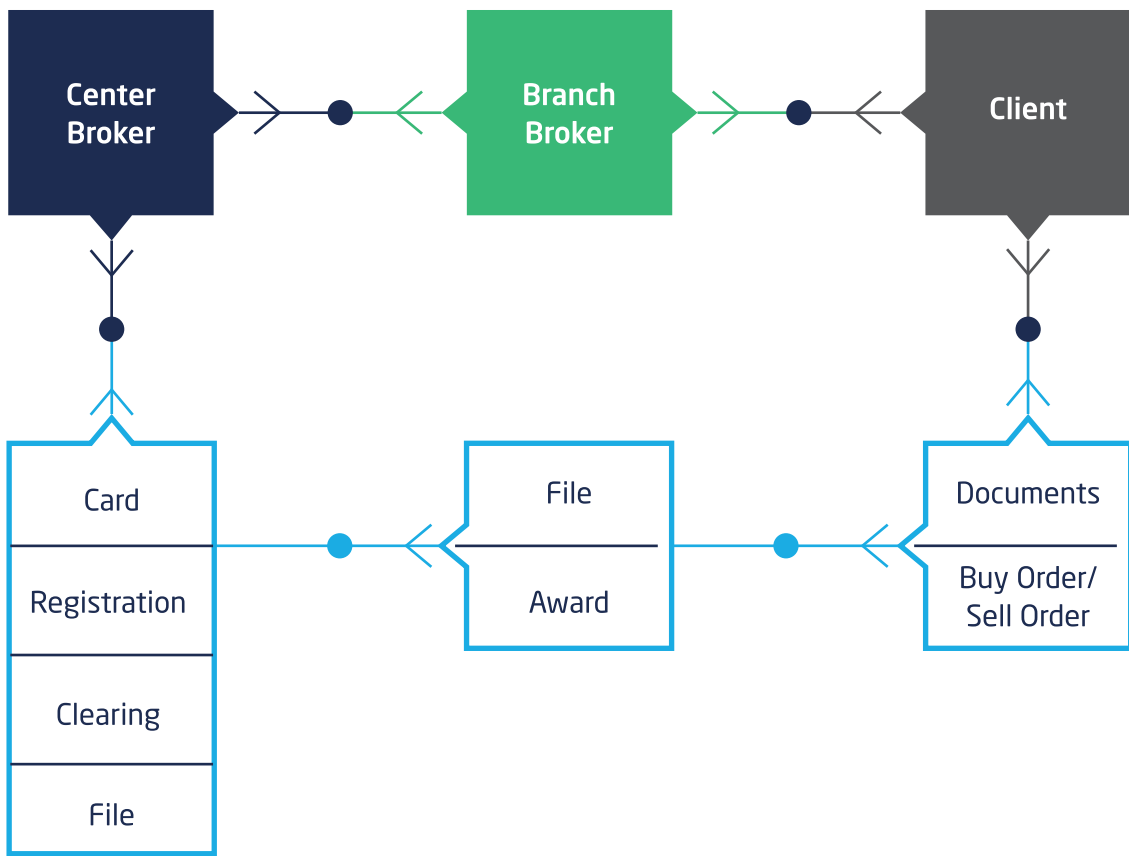 Center
Broker
Branch
Broker
Client
Card
Registration
Clearing
File
File
Award
Documents
Buy Order/
Sell Order